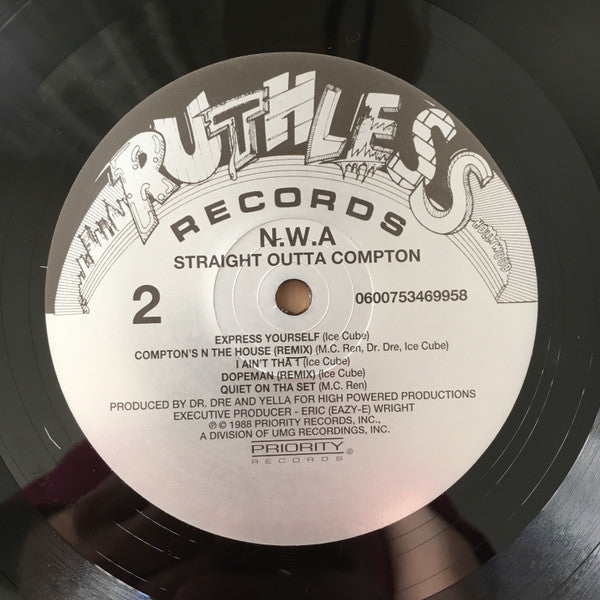 RUTHLESS
HOLLYWOOD
RECORDS
N.W.A
STRAIGHT OUTTA COMPTON
2
0600753469958
EXPRESS YOURSELF (Ice Cube)
COMPTON'S N THE HOUSE (REMIX) (M.C. Ren, Dr. Dre, Ice Cube)
I AIN'T THA 1 (Ice Cube)
DOPEMAN (REMIX) (Ice Cube)
QUIET ON THA SET (M.C. Ren)
PRODUCED BY DR. DRE AND YELLA FOR HIGH POWERED PRODUCTIONS
EXECUTIVE PRODUCER - ERIC (EAZY-E) WRIGHT
℗ © 1988 PRIORITY RECORDS, INC.,
A DIVISION OF UMG RECORDINGS, INC.
PRIORITY®
RECORDS